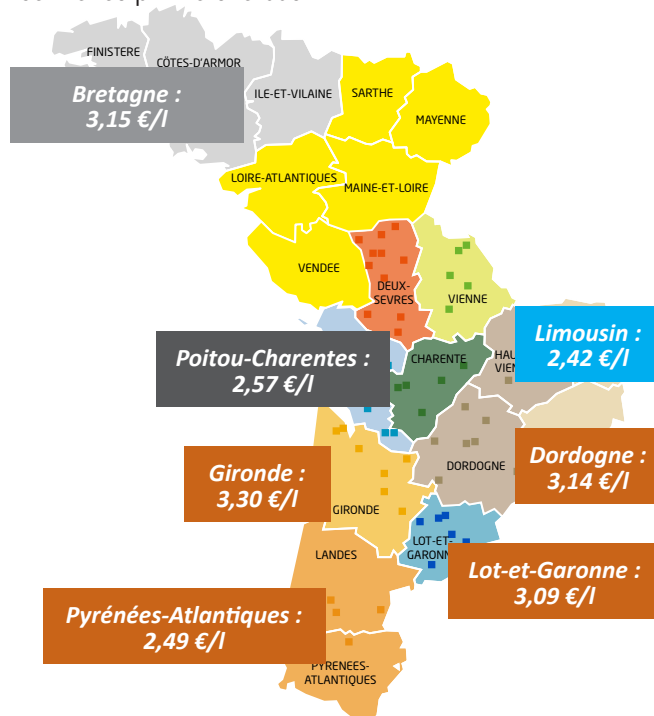 FINISTERE
CÔTES-D'ARMOR
ILE-ET-VILAINE
SARTHE
MAYENNE
Bretagne :
3,15 €/l
LOIRE-ATLANTIQUES
MAINE-ET-LOIRE
VENDEE
DEUX-
SEVRES
VIENNE
Poitou-Charentes :
2,57 €/l
CHARENTE
Limousin :
2,42 €/l
Gironde :
3,30 €/l
DORDOGNE
Dordogne :
3,14 €/l
GIRONDE
LOT-ET-
LANDES
Lot-et-Garonne :
3,09 €/l
Pyrénées-Atlantiques :
2,49 €/l
PYRENEES-
ATLANTIQUES